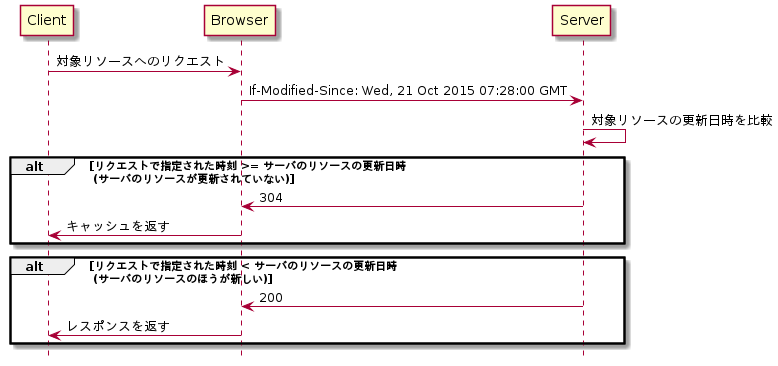 Client Browser Server
対象リソースへのリクエスト
If-Modified-Since: Wed, 21 Oct 2015 07:28:00 GMT
対象リソースの更新日時を比較
alt [リクエストで指定された時刻 >= サーバのリソースの更新日時
(サーバのリソースが更新されていない)]
304
キャッシュを返す
alt [リクエストで指定された時刻 < サーバのリソースの更新日時
(サーバのリソースのほうが新しい)]
200
レスポンスを返す